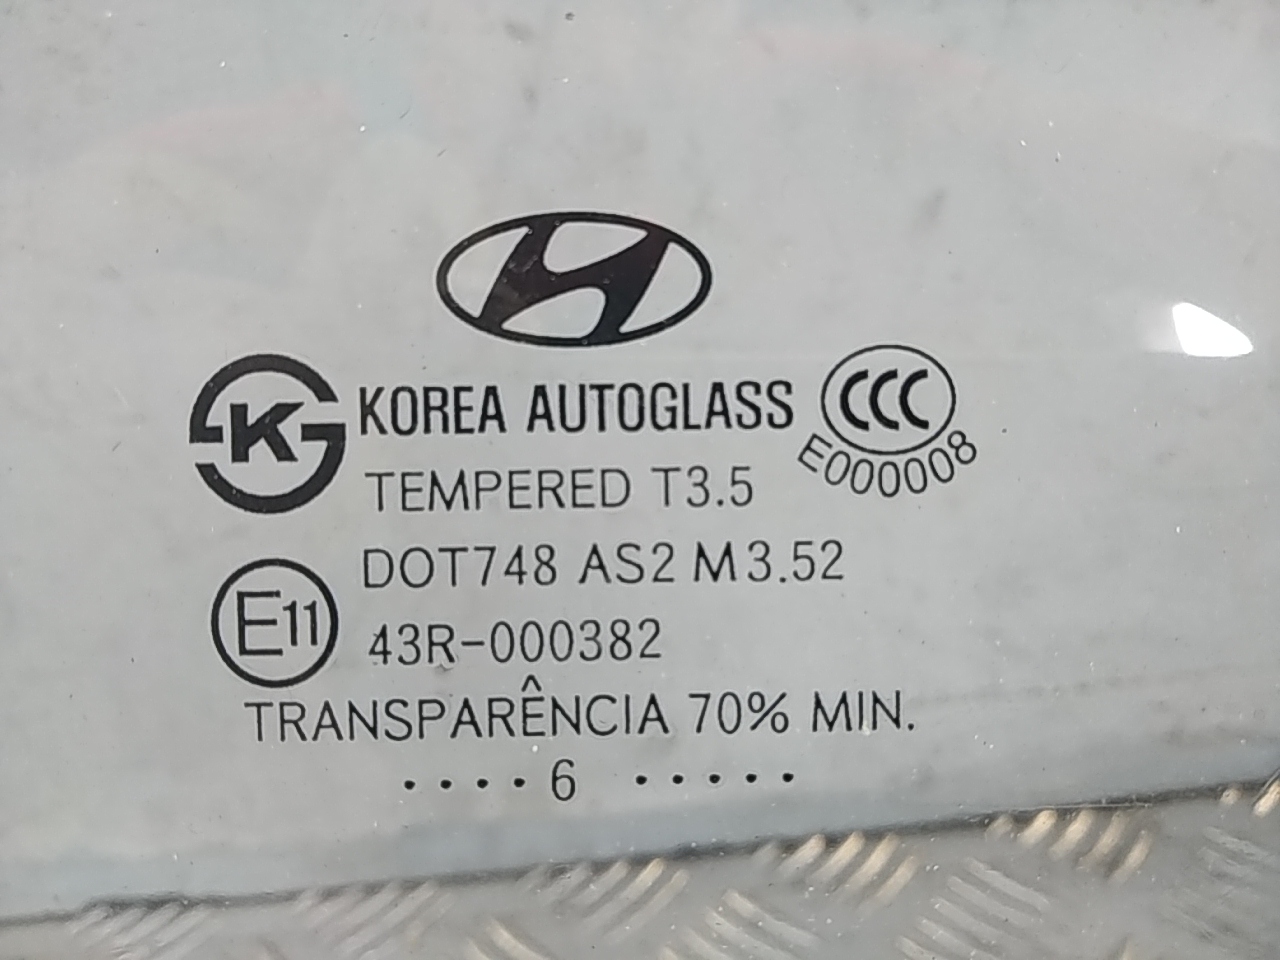 K
KOREA AUTOGLASS
CCC
E000008
TEMPERED T3.5
DOT748 AS2 M3.52
E11
43R-000382
TRANSPARÊNCIA 70% MIN.
····6 ·····